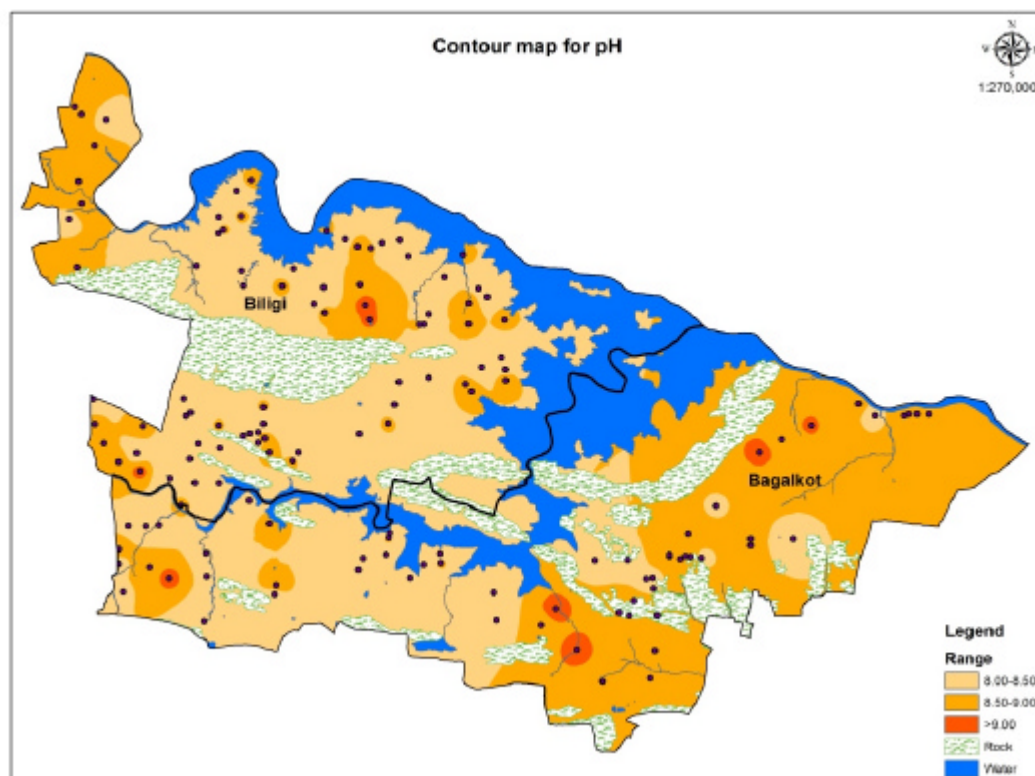 Contour map for pH
N
W
S
1:270,000
Biligi
Bagalkot
Legend
Range
8.00-8.50
8.50-9.00
>9.00
Rock
Water